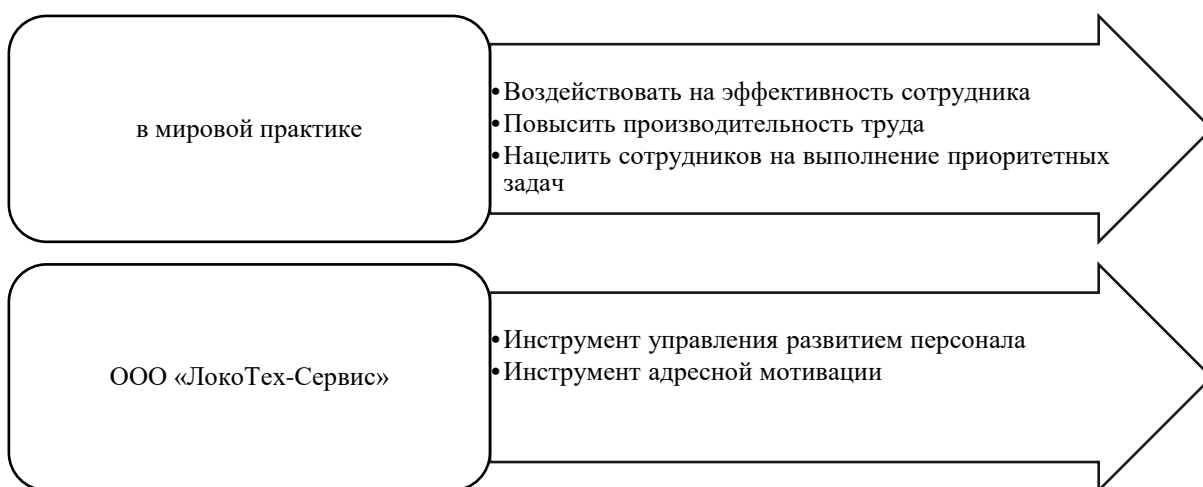 в мировой практике
•Воздействовать на эффективность сотрудника
•Повысить производительность труда
•Нацелить сотрудников на выполнение приоритетных
задач
ООО «ЛокоТех-Сервис»
•Инструмент управления развитием персонала
•Инструмент адресной мотивации